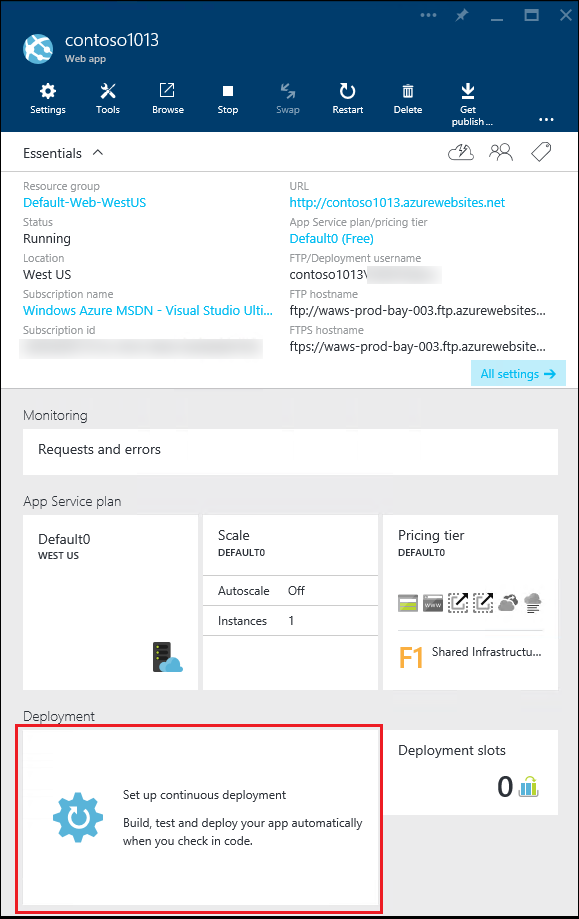 contoso1013
Web app
Settings
Tools
Browse
Stop
Swap
Restart
Delete
Get publish ...
Essentials
Resource group
Default-Web-WestUS
URL
http://contoso1013.azurewebsites.net
Status
Running
App Service plan/pricing tier
Default0 (Free)
Location
West US
FTP/Deployment username
contoso1013\
Subscription name
Windows Azure MSDN - Visual Studio Ulti...
FTP hostname
ftp://waws-prod-bay-003.ftp.azurewebsites...
Subscription id
FTPS hostname
ftps://waws-prod-bay-003.ftp.azurewebsite...
All settings
Monitoring
Requests and errors
App Service plan
Default0
WEST US
Scale
DEFAULT0
Autoscale Off
Instances 1
Pricing tier
DEFAULT0
WWW
F1 Shared Infrastructu...
Deployment
Set up continuous deployment
Build, test and deploy your app automatically
when you check in code.
Deployment slots
0